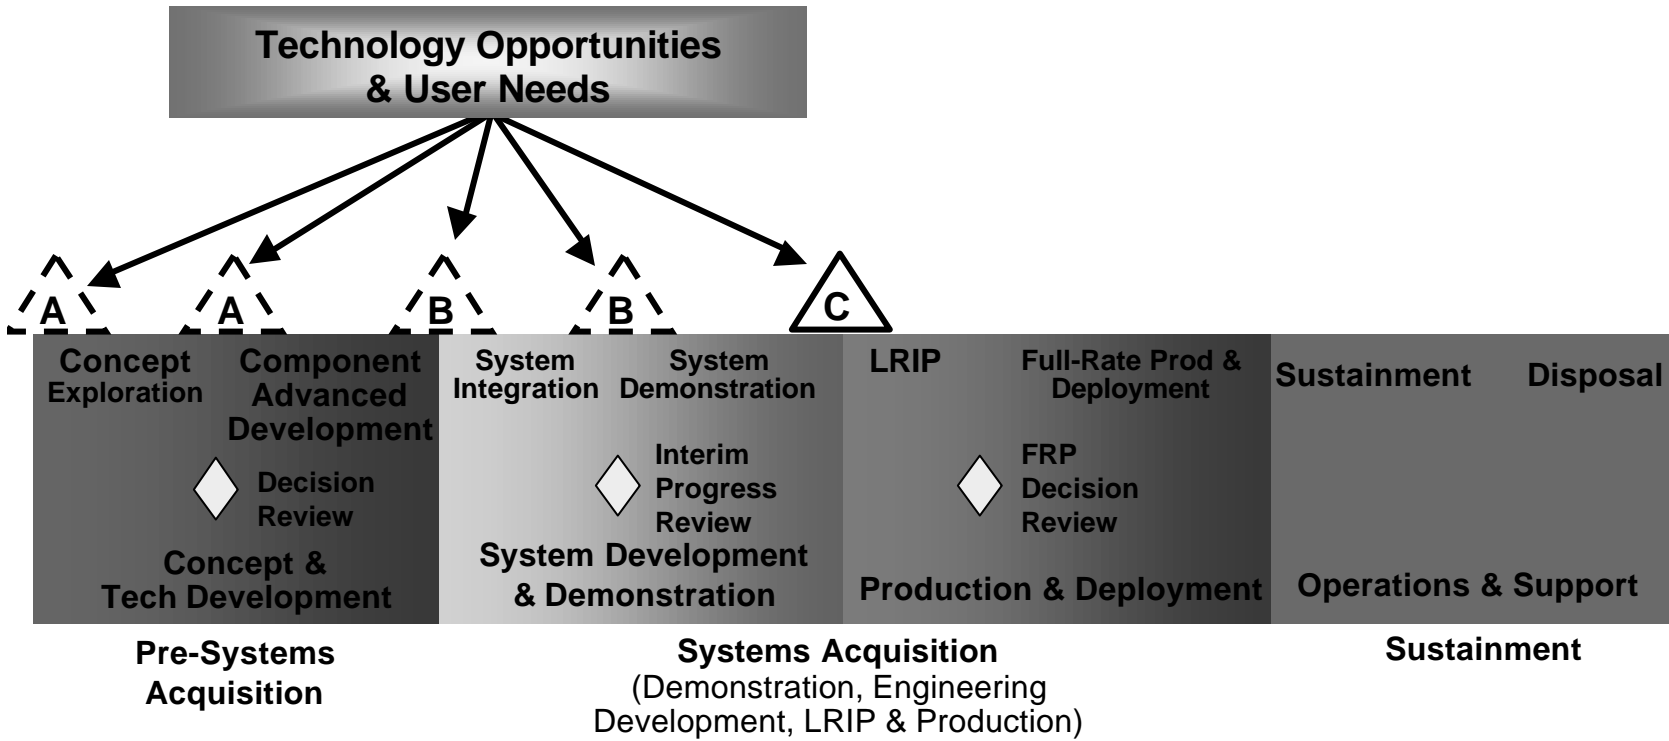 Technology Opportunities
& User Needs
A
A
B
B
C
Concept
Exploration
Component
Advanced
Development
Decision
Review
Concept &
Tech Development
System
Integration
System
Demonstration
Interim
Progress
Review
System Development
& Demonstration
LRIP
Full-Rate Prod &
Deployment
FRP
Decision
Review
Production & Deployment
Sustainment
Disposal
Operations & Support
Pre-Systems
Acquisition
Systems Acquisition
(Demonstration, Engineering
Development, LRIP & Production)
Sustainment